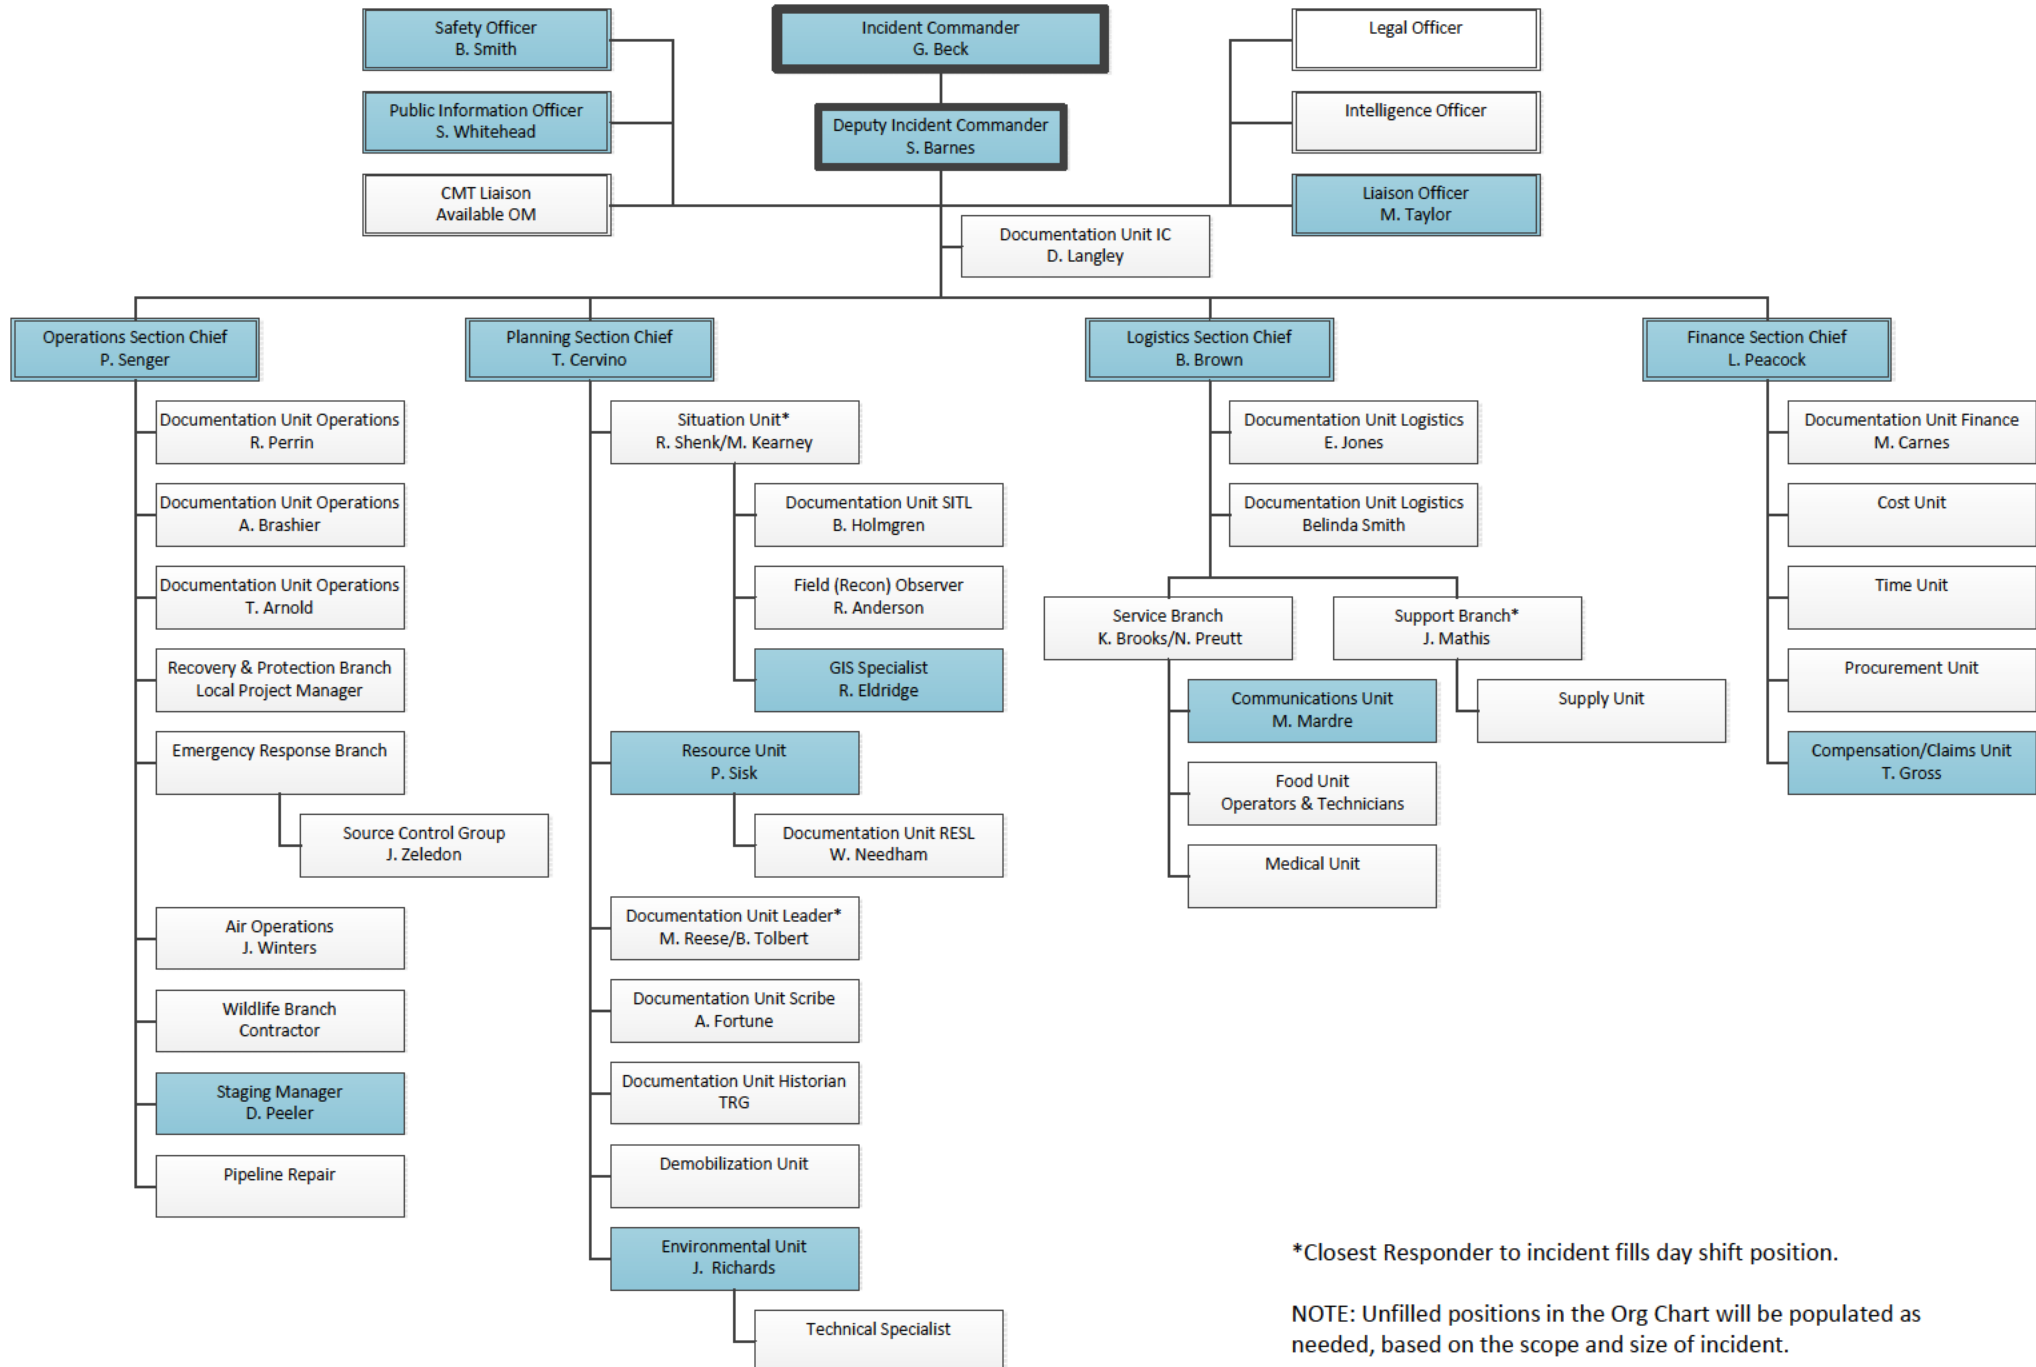 Safety Officer
B. Smith
Incident Commander
G. Beck
Legal Officer
Public Information Officer
S. Whitehead
Deputy Incident Commander
S. Barnes
Intelligence Officer
CMT Liaison
Available OM
Liaison Officer
M. Taylor
Documentation Unit IC
D. Langley
Operations Section Chief
P. Senger
Documentation Unit Operations
R. Perrin
Documentation Unit Operations
A. Brashier
Documentation Unit Operations
T. Arnold
Recovery & Protection Branch
Local Project Manager
Emergency Response Branch
Source Control Group
J. Zeledon
Air Operations
J. Winters
Wildlife Branch
Contractor
Staging Manager
D. Peeler
Pipeline Repair
Planning Section Chief
T. Cervino
Situation Unit*
R. Shenk/M. Kearney
Documentation Unit SITL
B. Holmgren
Field (Recon) Observer
R. Anderson
GIS Specialist
R. Eldridge
Resource Unit
P. Sisk
Documentation Unit RESL
W. Needham
Documentation Unit Leader*
M. Reese/B. Tolbert
Documentation Unit Scribe
A. Fortune
Documentation Unit Historian
TRG
Demobilization Unit
Environmental Unit
J. Richards
Technical Specialist
Logistics Section Chief
B. Brown
Documentation Unit Logistics
E. Jones
Documentation Unit Logistics
Belinda Smith
Service Branch
K. Brooks/N. Preutt
Communications Unit
M. Mardre
Food Unit
Operators & Technicians
Medical Unit
Support Branch*
J. Mathis
Supply Unit
Finance Section Chief
L. Peacock
Documentation Unit Finance
M. Carnes
Cost Unit
Time Unit
Procurement Unit
Compensation/Claims Unit
T. Gross
*Closest Responder to incident fills day shift position.
NOTE: Unfilled positions in the Org Chart will be populated as
needed, based on the scope and size of incident.